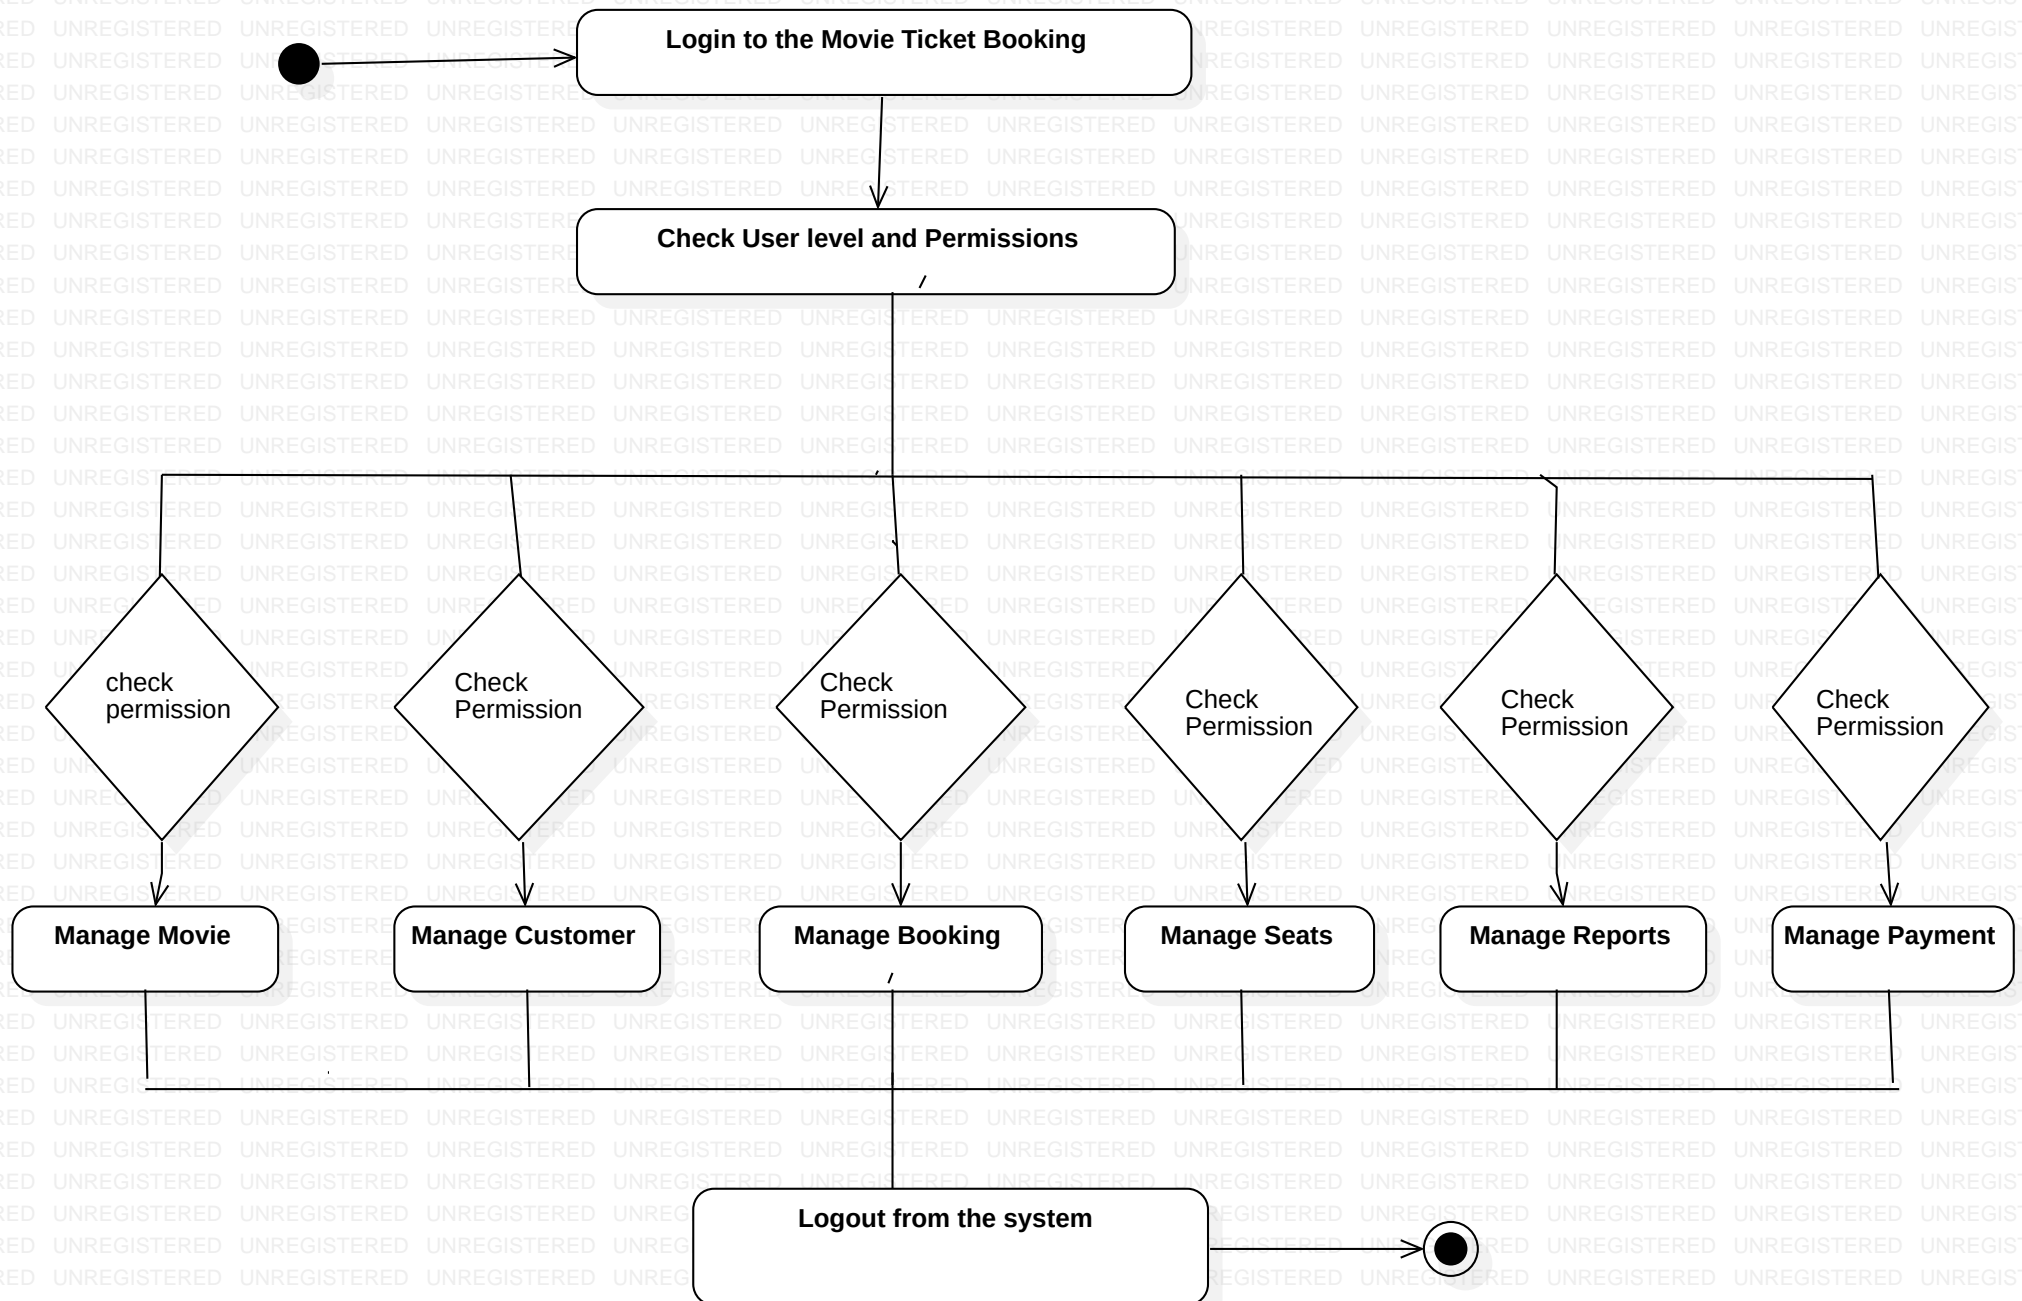 Login to the Movie Ticket Booking
Check User level and Permissions
check
permission
Check
Permission
Check
Permission
Check
Permission
Check
Permission
Check
Permission
Manage Movie
Manage Customer
Manage Booking
Manage Seats
Manage Reports
Manage Payment
Logout from the system
UNREGISTERED